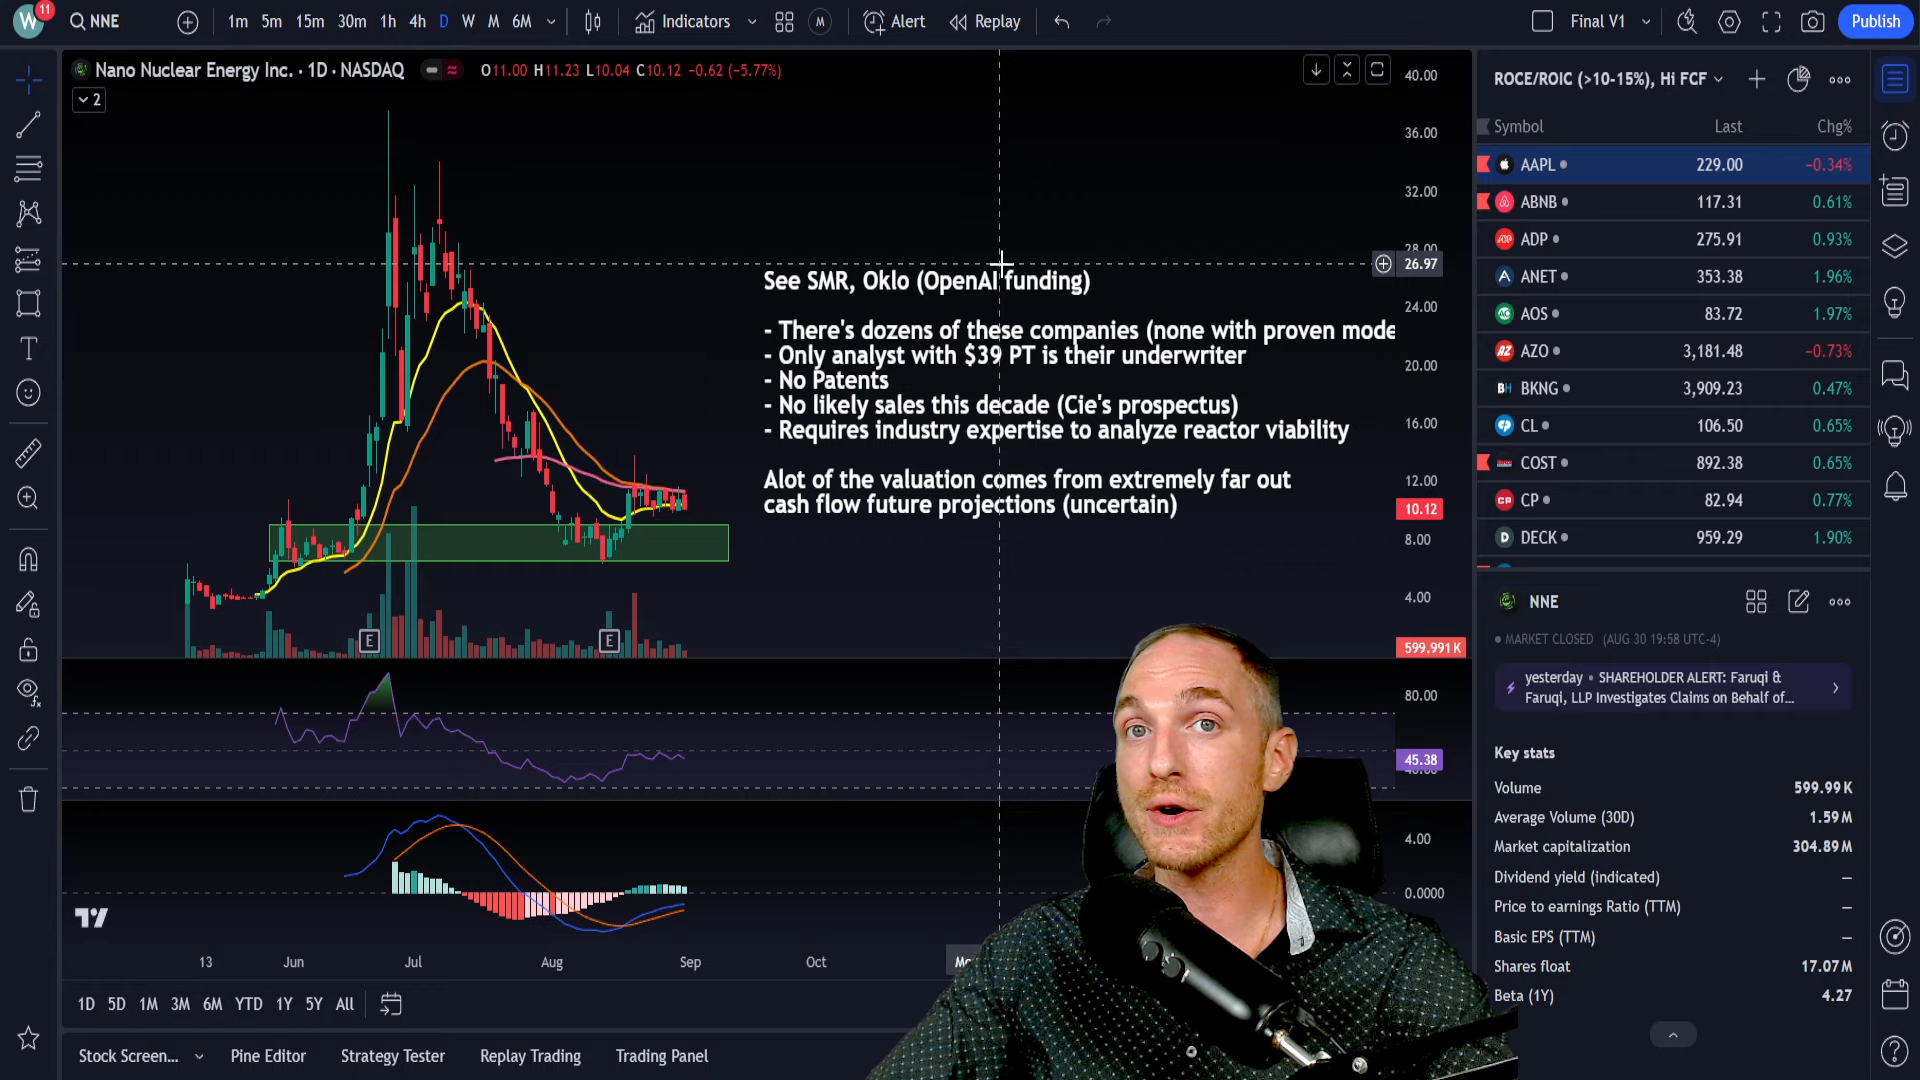 W
11
NNE
1m 5m 15m 30m 1h 4h D W M 6M
Indicators
M
Alert
Replay
Final V1
Publish
Nano Nuclear Energy Inc. · 1D · NASDAQ
O11.00 H11.23 L10.04 C10.12 −0.62 (−5.77%)
2
40.00
36.00
32.00
28.00
26.97
24.00
20.00
16.00
12.00
10.12
8.00
4.00
599.991K
See SMR, Oklo (OpenAI funding)
- There's dozens of these companies (none with proven mode
- Only analyst with $39 PT is their underwriter
- No Patents
- No likely sales this decade (Cie's prospectus)
- Requires industry expertise to analyze reactor viability
Alot of the valuation comes from extremely far out
cash flow future projections (uncertain)
E
E
80.00
45.38
4.00
0.0000
13 Jun Jul Aug Sep Oct
1D 5D 1M 3M 6M YTD 1Y 5Y All
Stock Screen... Pine Editor Strategy Tester Replay Trading Trading Panel
ROCE/ROIC (>10-15%), Hi FCF
Symbol Last Chg%
AAPL 229.00 −0.34%
ABNB 117.31 0.61%
ADP 275.91 0.93%
ANET 353.38 1.96%
AOS 83.72 1.97%
AZO 3,181.48 −0.73%
BKNG 3,909.23 0.47%
CL 106.50 0.65%
COST 892.38 0.65%
CP 82.94 0.77%
DECK 959.29 1.90%
NNE
MARKET CLOSED (AUG 30 19:58 UTC-4)
yesterday • SHAREHOLDER ALERT: Faruqi &
Faruqi, LLP Investigates Claims on Behalf of...
Key stats
Volume 599.99K
Average Volume (30D) 1.59M
Market capitalization 304.89M
Dividend yield (indicated) —
Price to earnings Ratio (TTM) —
Basic EPS (TTM) —
Shares float 17.07M
Beta (1Y) 4.27